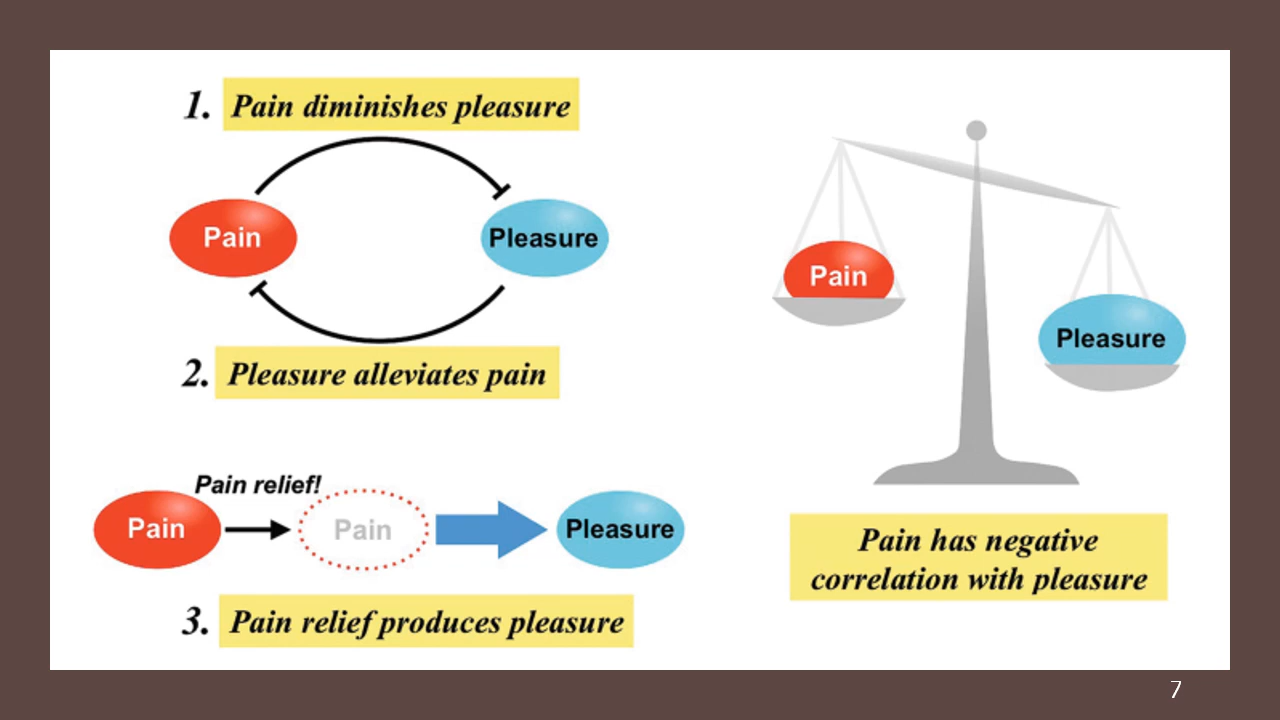 1. Pain diminishes pleasure
Pain
Pleasure
2. Pleasure alleviates pain
Pain relief!
Pain
Pain
Pleasure
3. Pain relief produces pleasure
Pain
Pleasure
Pain has negative
correlation with pleasure
7